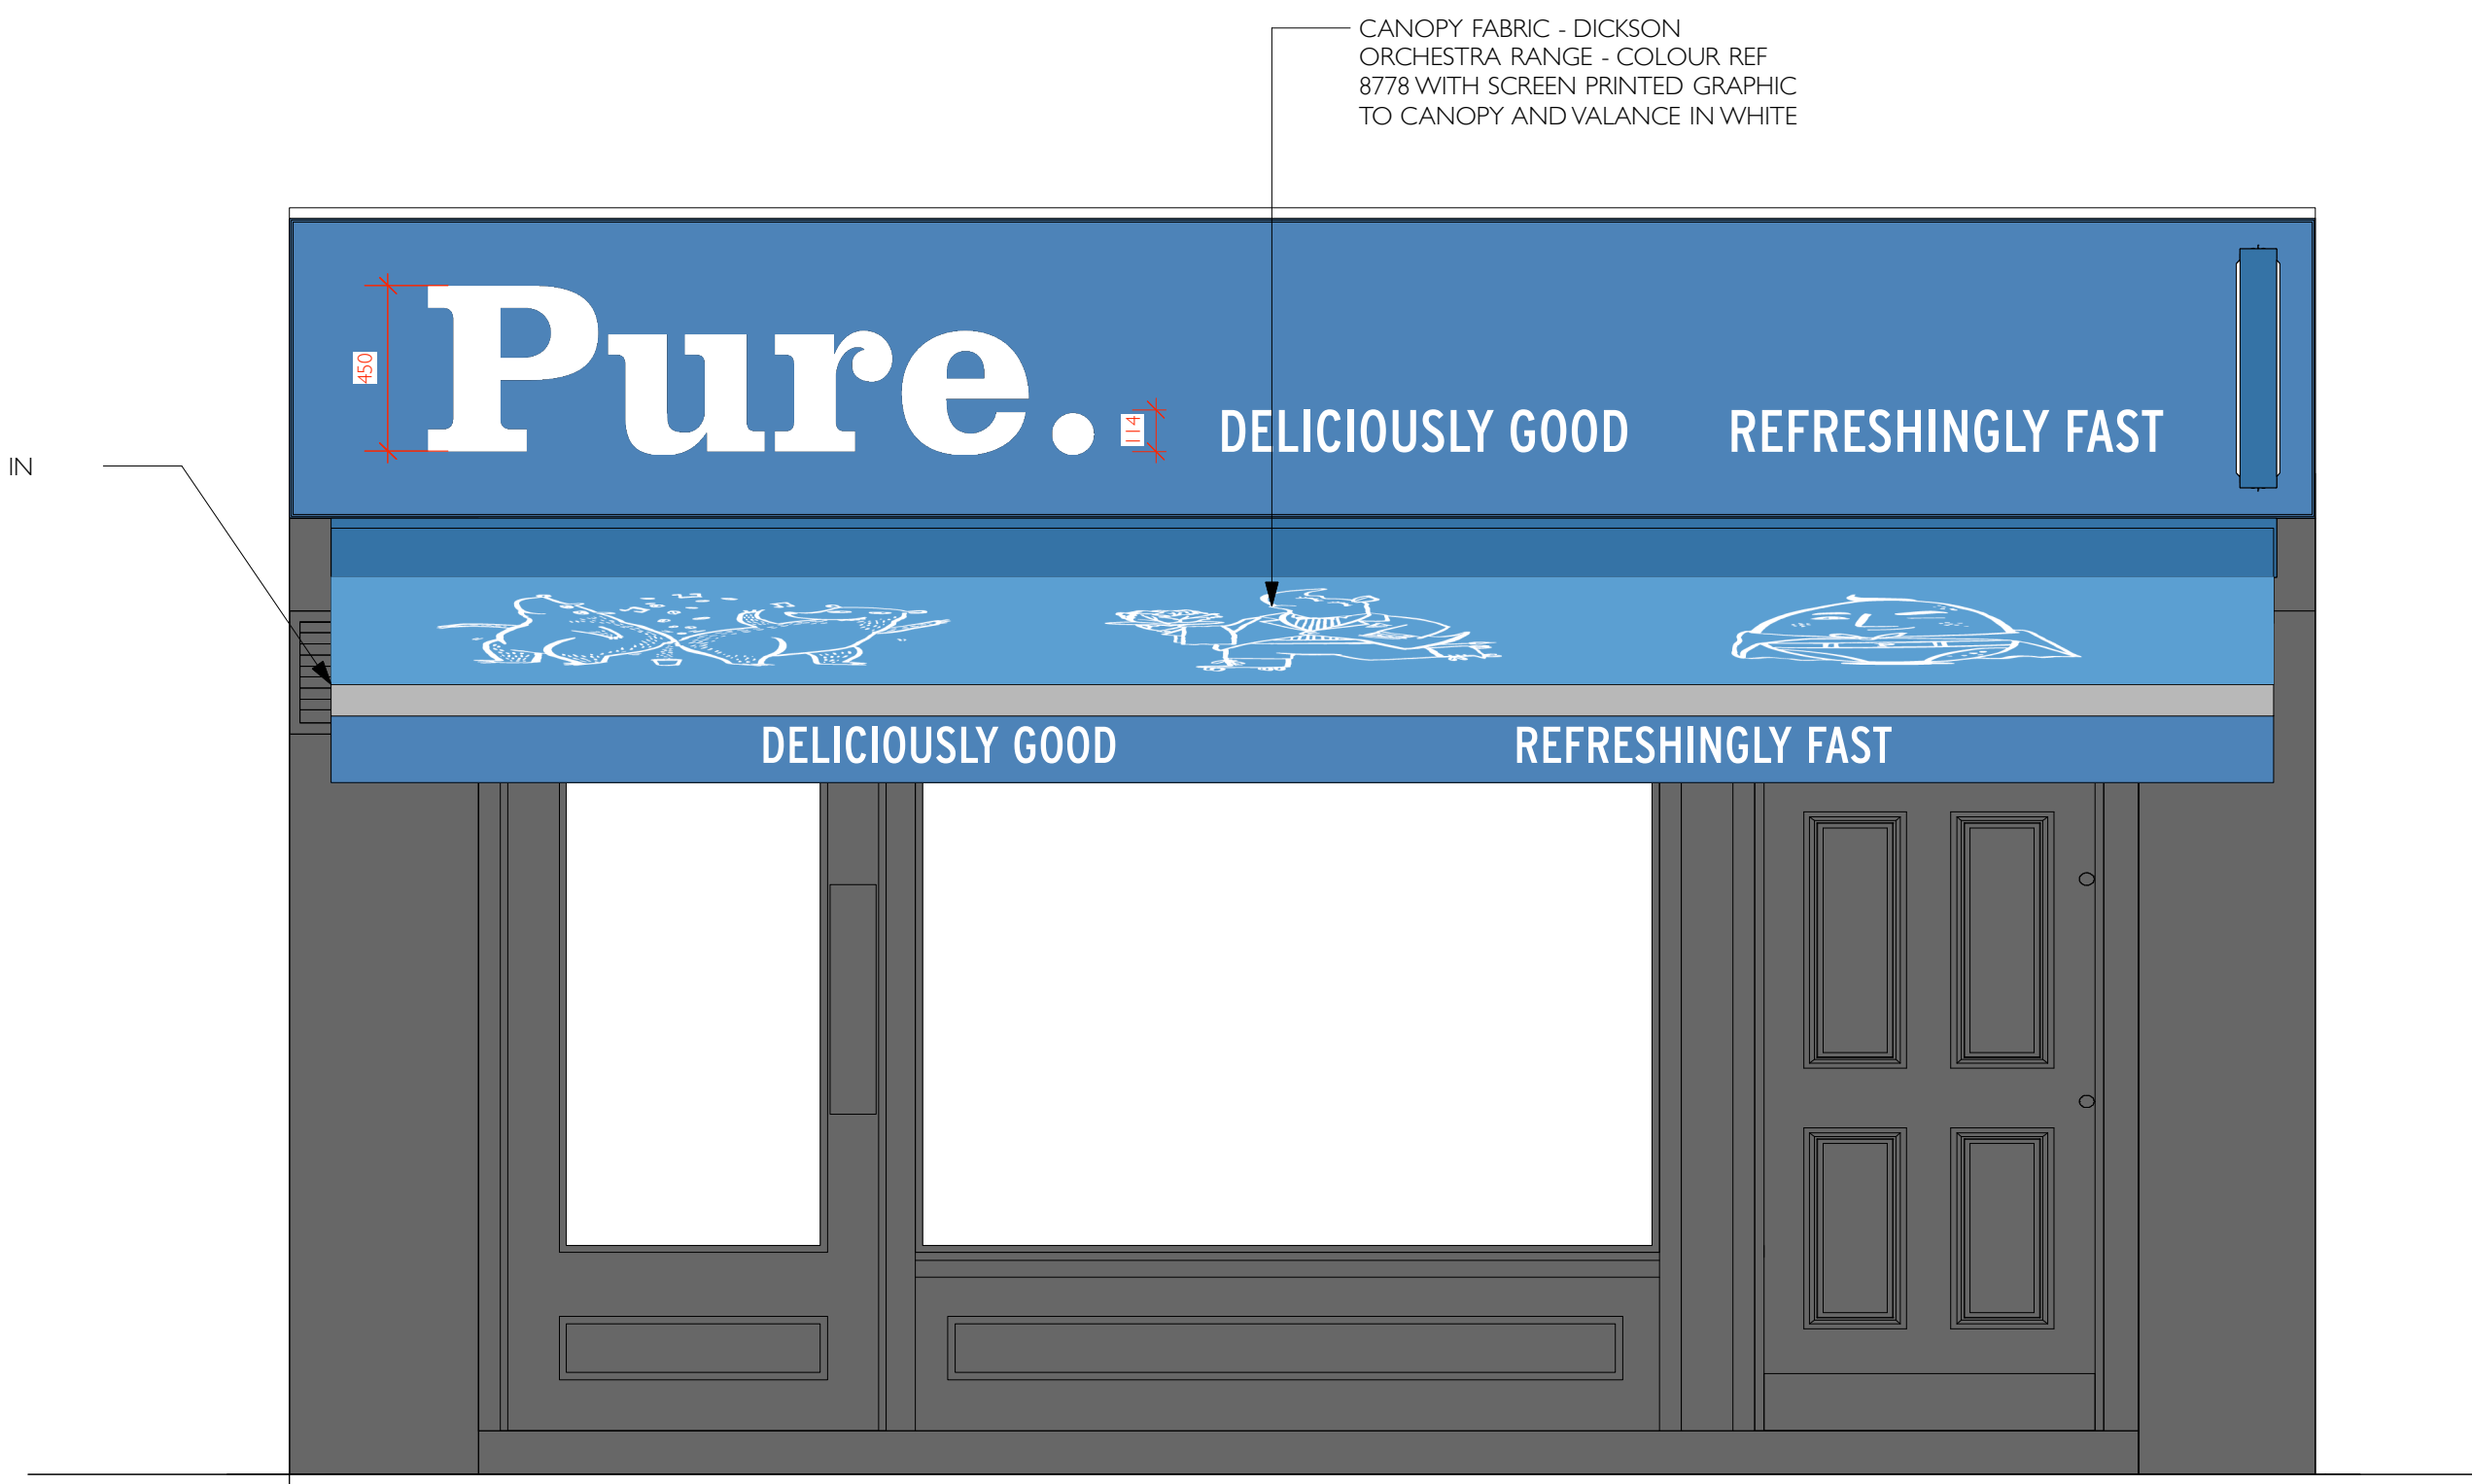 CANOPY FABRIC - DICKSON
ORCHESTRA RANGE - COLOUR REF
8778 WITH SCREEN PRINTED GRAPHIC
TO CANOPY AND VALANCE IN WHITE
450
Pure.
114
DELICIOUSLY GOOD REFRESHINGLY FAST
IN
DELICIOUSLY GOOD REFRESHINGLY FAST